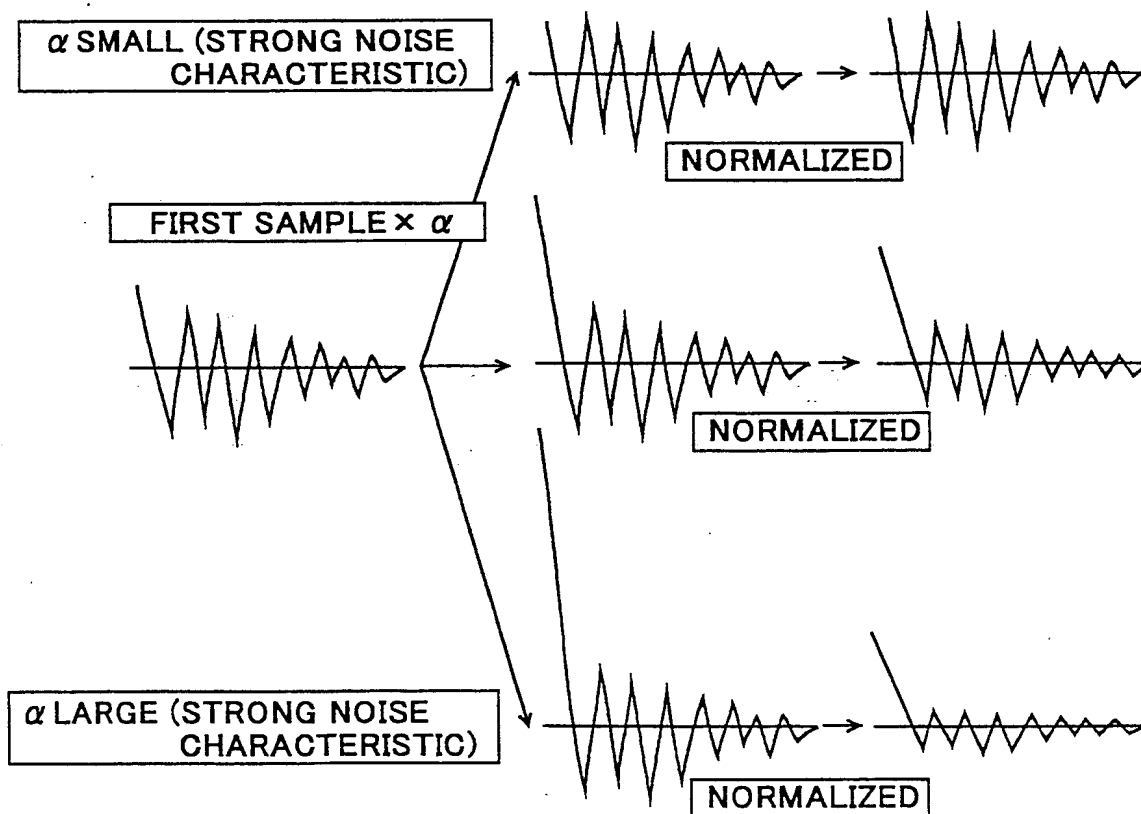 α SMALL (STRONG NOISE
CHARACTERISTIC)
NORMALIZED
FIRST SAMPLE × α
NORMALIZED
α LARGE (STRONG NOISE
CHARACTERISTIC)
NORMALIZED